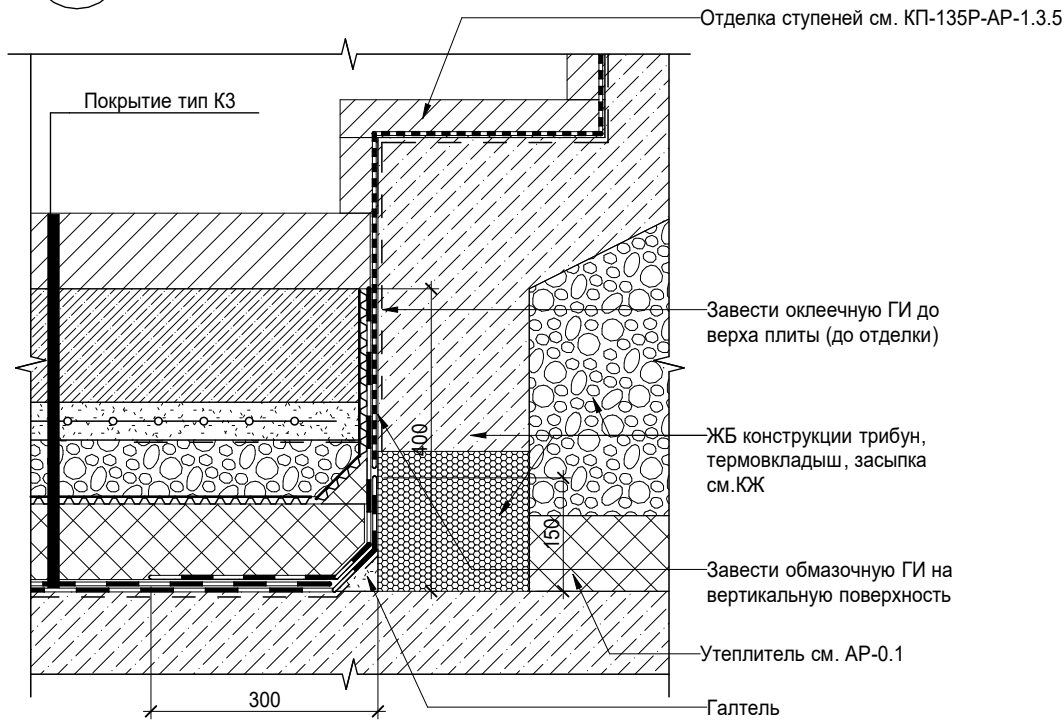 Отделка ступеней см. КП-135Р-АР-1.3.5
Покрытие тип К3
Завести оклеечную ГИ до
верха плиты (до отделки)
400
ЖБ конструкции трибун,
термовкладыш, засыпка
см.КЖ
150
Завести обмазочную ГИ на
вертикальную поверхность
Утеплитель см. АР-0.1
300
Галтель